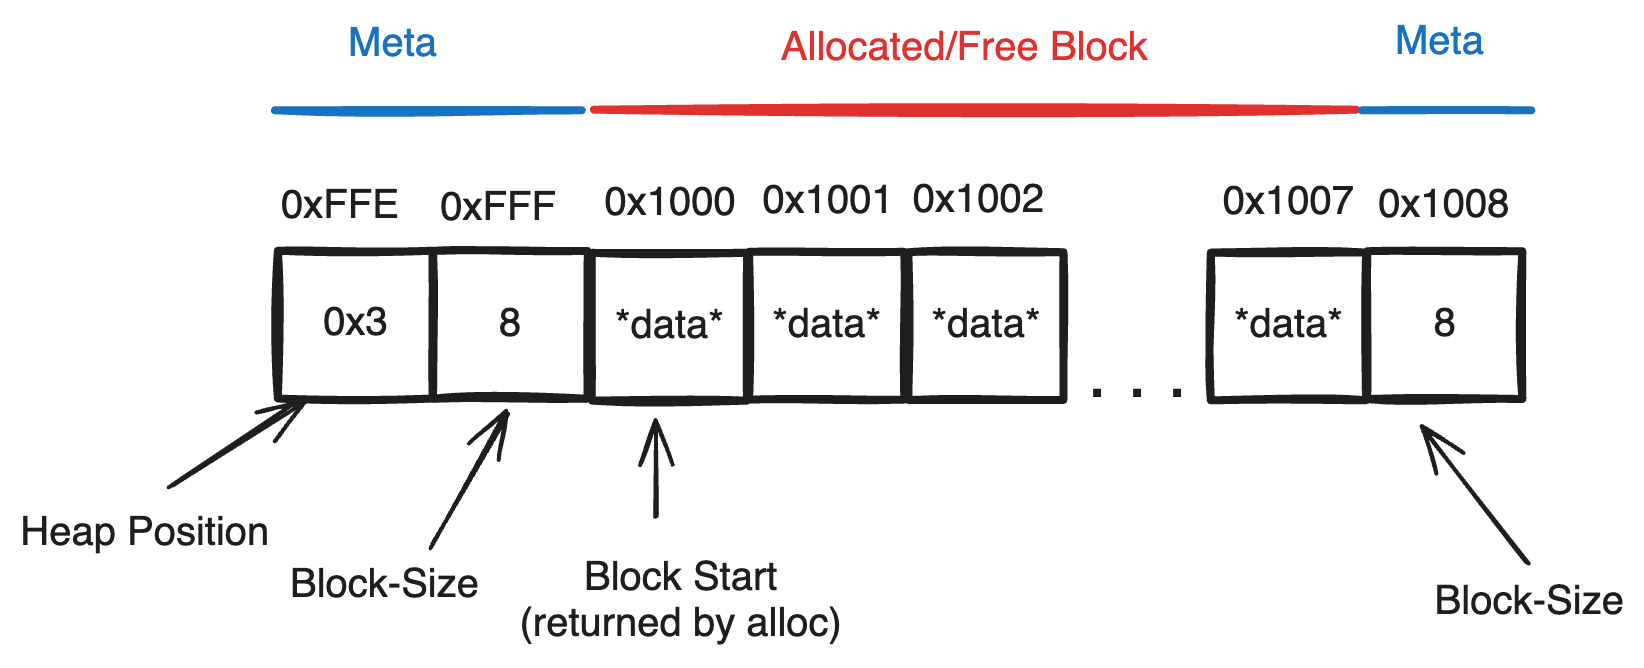 Meta
Allocated/Free Block
Meta
0xFFE
0xFFF
0x1000
0x1001
0x1002
0x1007
0x1008
0x3
8
*data*
*data*
*data*
. . .
*data*
8
Heap Position
Block-Size
Block Start
(returned by alloc)
Block-Size